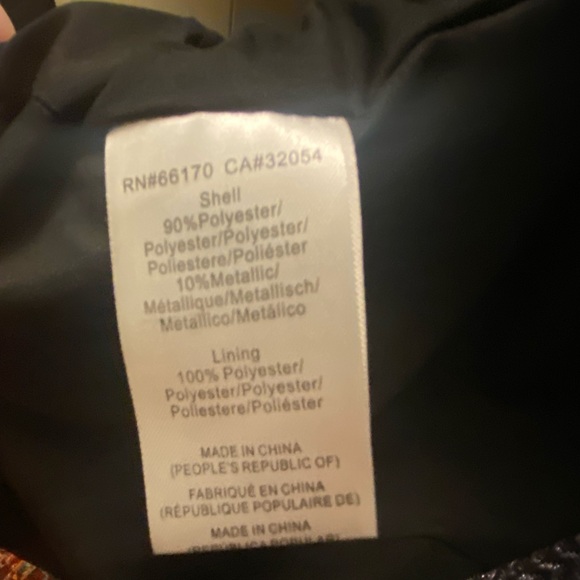 RN#66170 CA#32054
Shell
90%Polyester/
Polyester/Polyester/
Poliestere/Poliéster
10%Metallic/
Métallique/Metallisch/
Metallico/Metálico
Lining
100% Polyester/
Polyester/Polyester/
Poliestere/Poliéster
MADE IN CHINA
(PEOPLE'S REPUBLIC OF)
FABRIQUÉ EN CHINA
(RÉPUBLIQUE POPULAIRE DE)
MADE IN CHINA